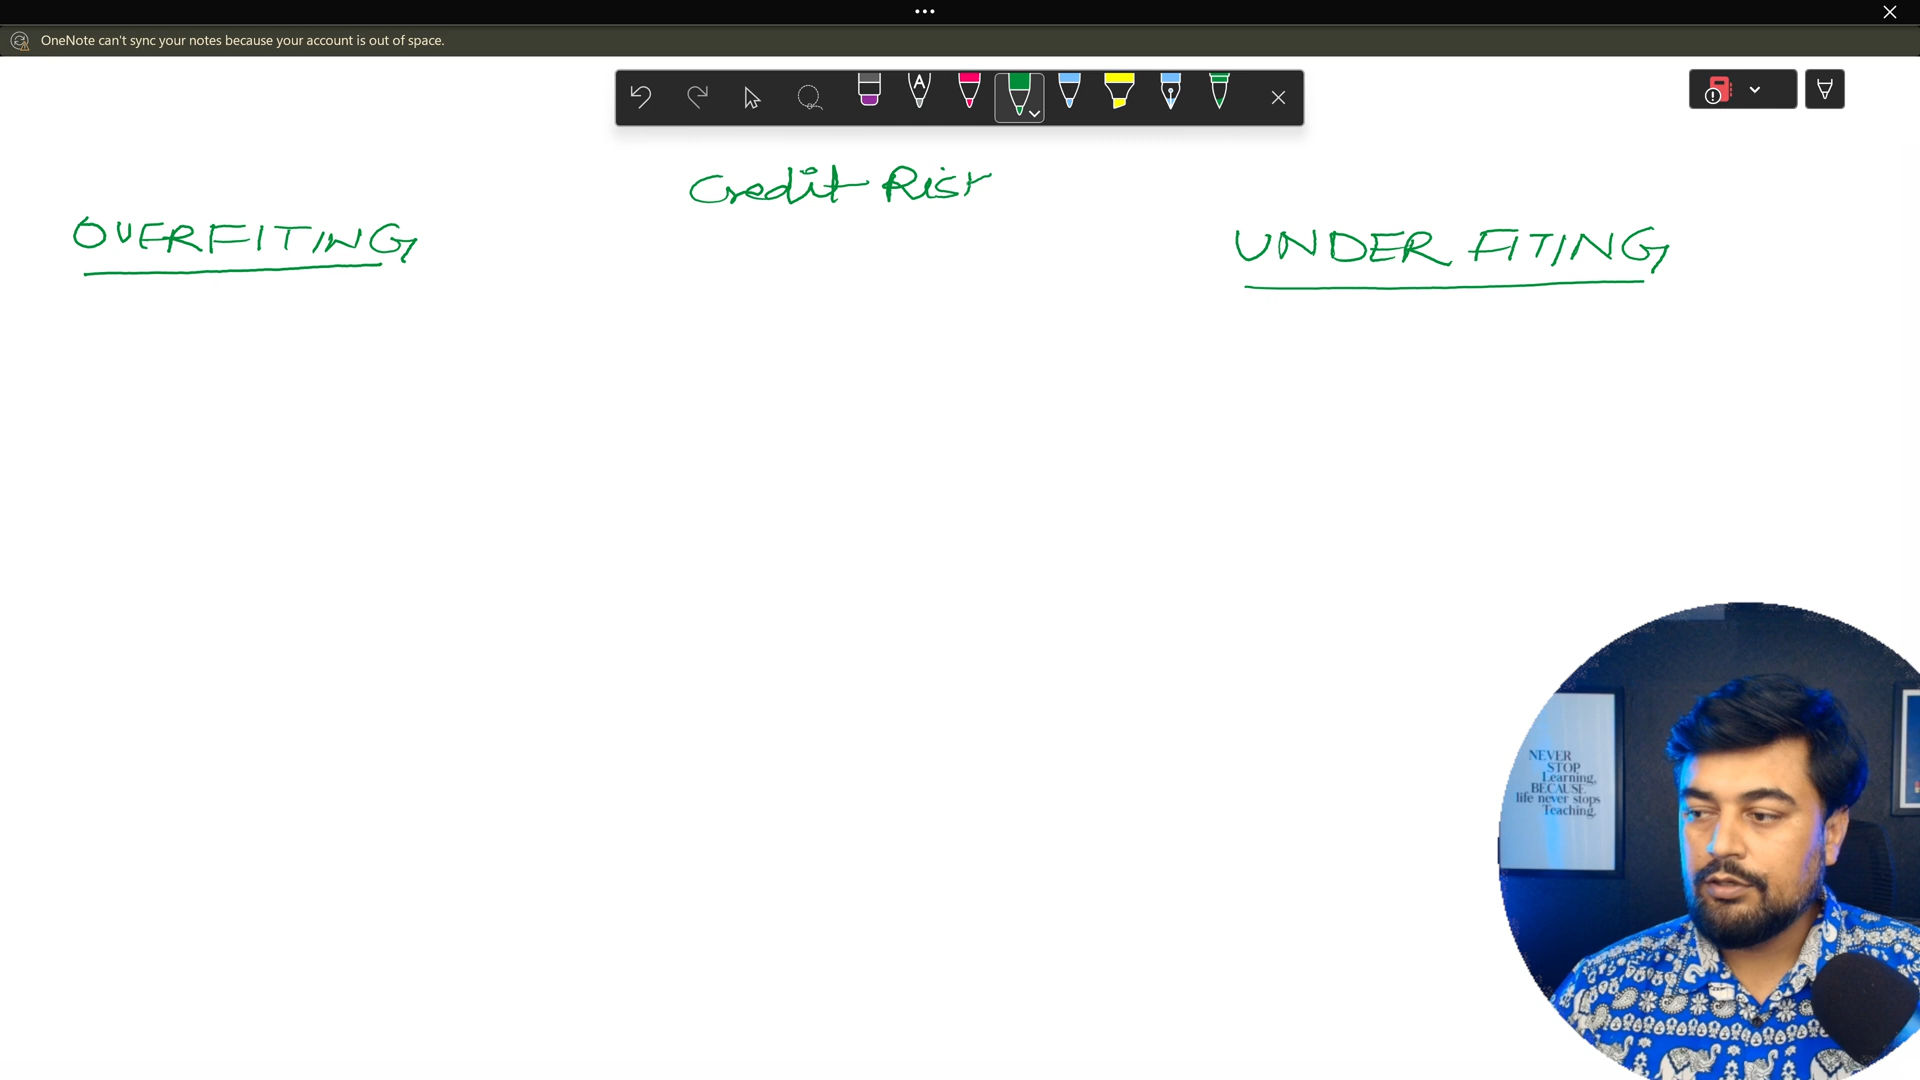 OneNote can't sync your notes because your account is out of space.
Credit Risk
OVERFITING
UNDER FITING
NEVER
STOP
Learning,
BECAUSE
life never stops
Teaching.